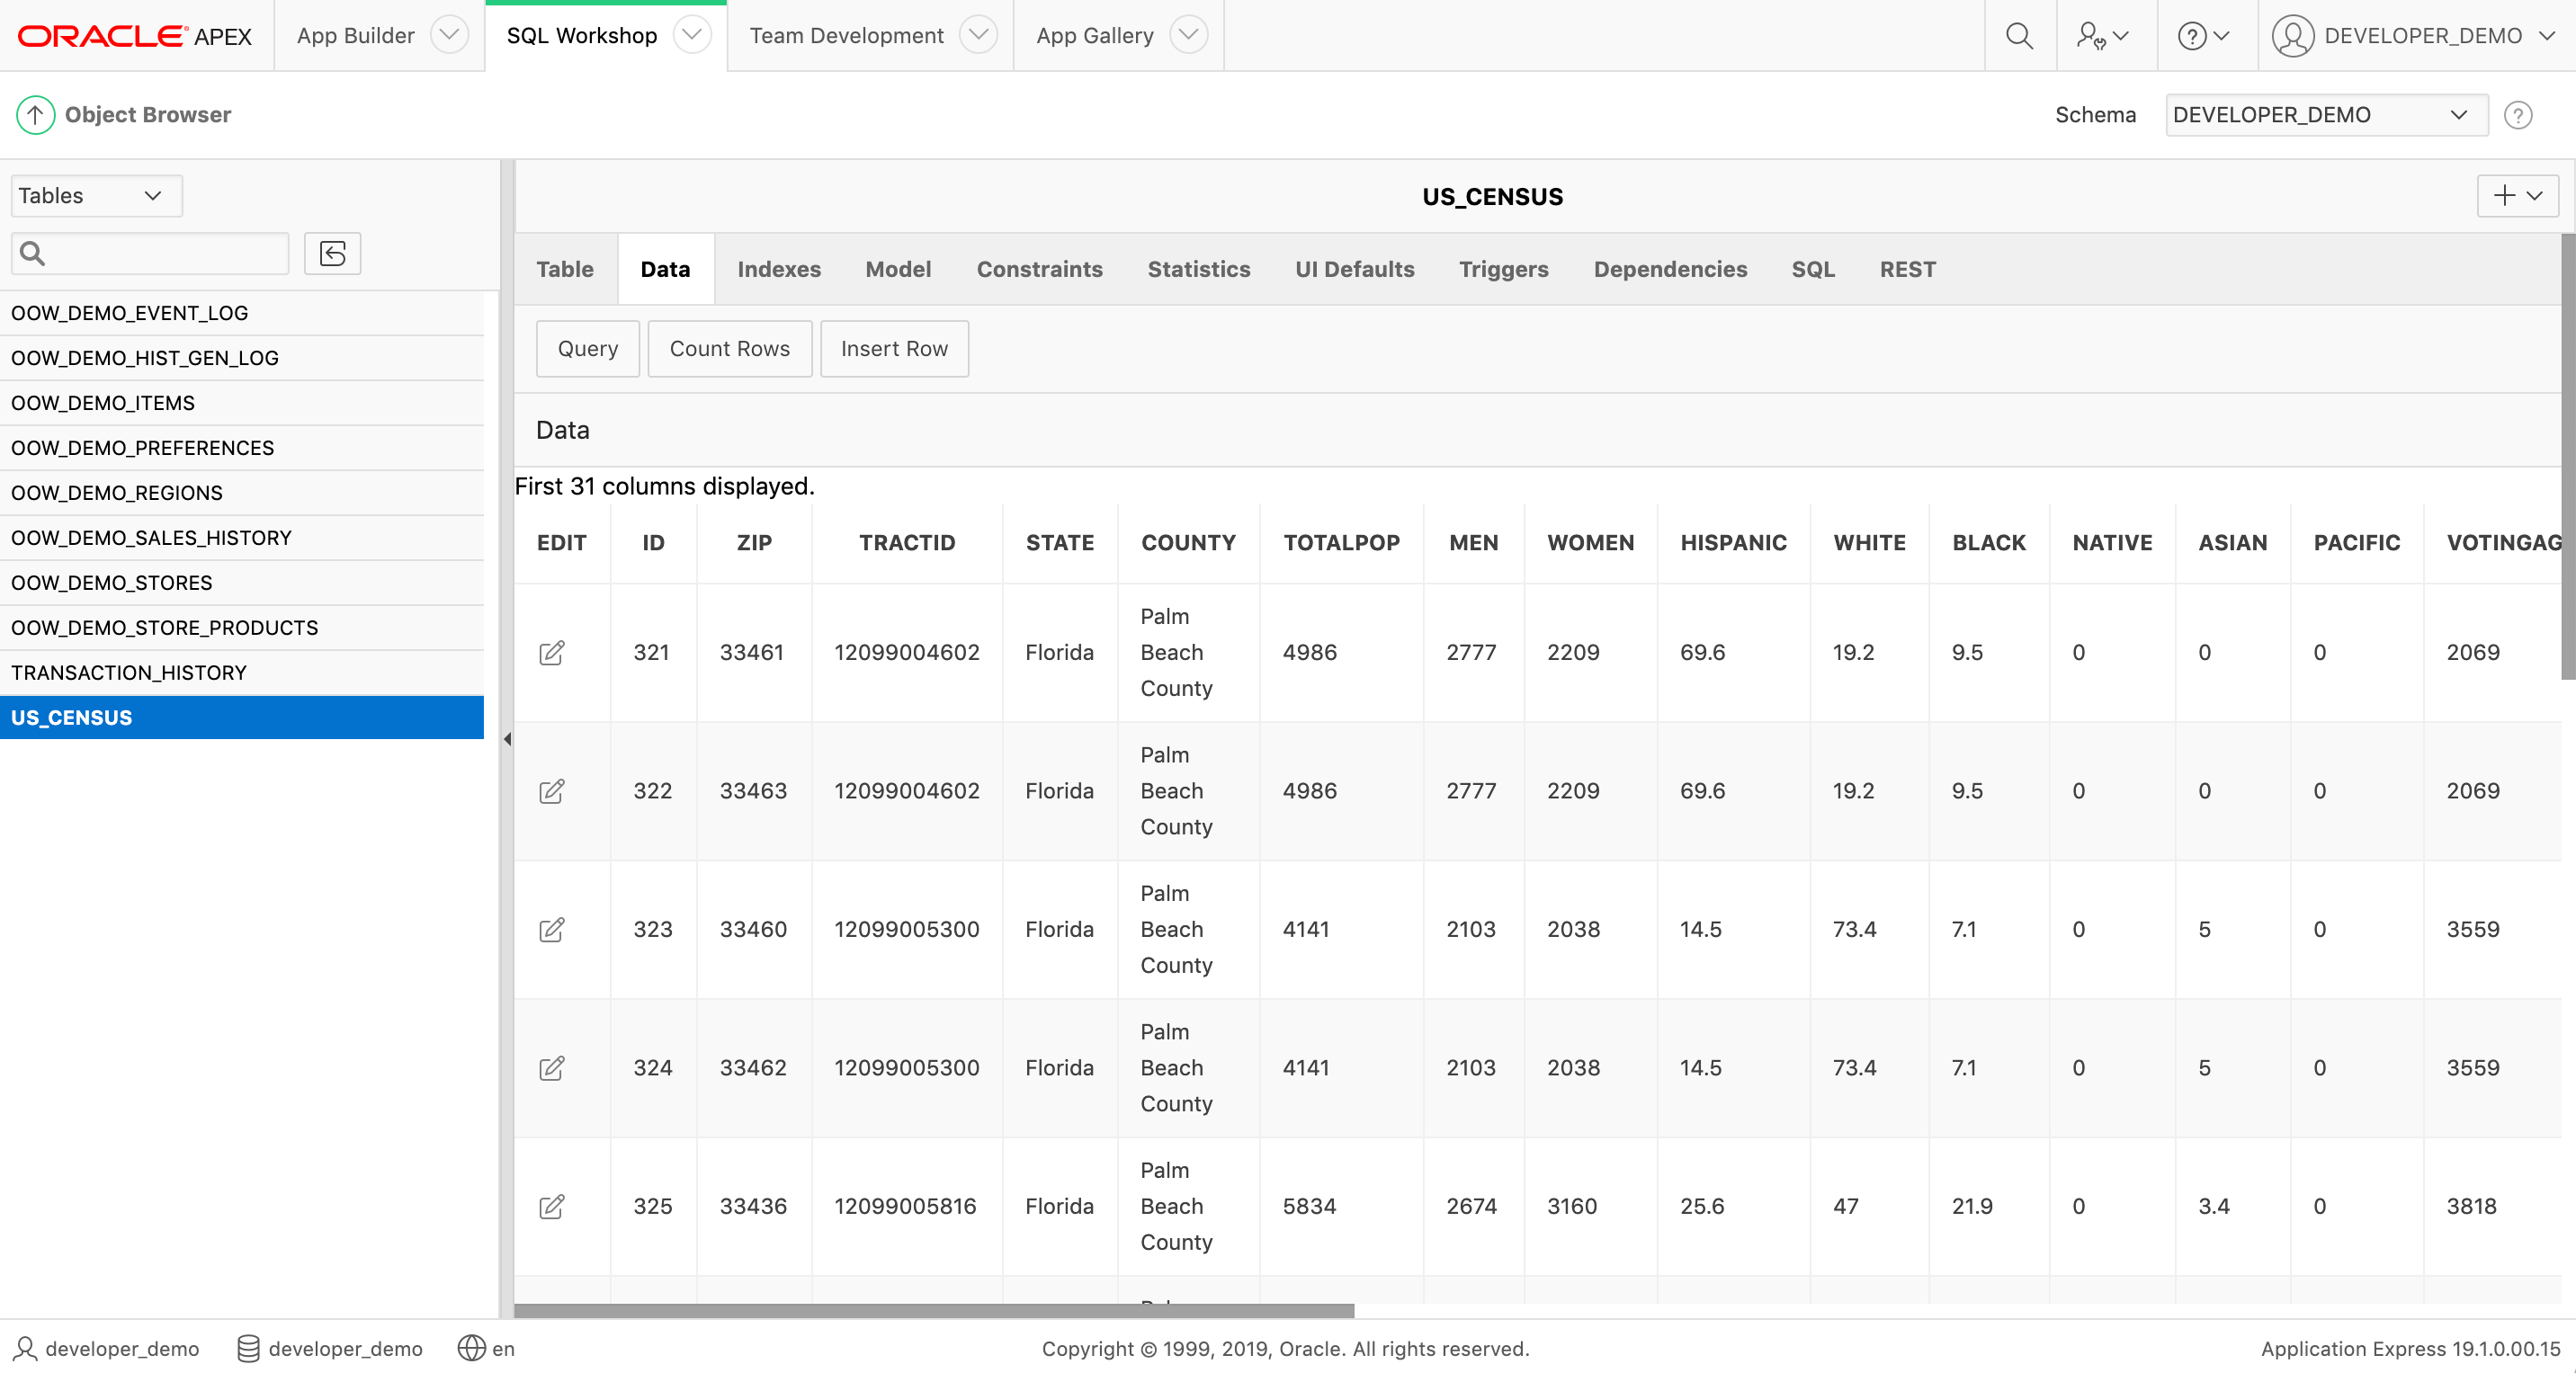 ORACLE APEX App Builder SQL Workshop Team Development App Gallery DEVELOPER_DEMO
Object Browser Schema DEVELOPER_DEMO
Tables
OOW_DEMO_EVENT_LOG
OOW_DEMO_HIST_GEN_LOG
OOW_DEMO_ITEMS
OOW_DEMO_PREFERENCES
OOW_DEMO_REGIONS
OOW_DEMO_SALES_HISTORY
OOW_DEMO_STORES
OOW_DEMO_STORE_PRODUCTS
TRANSACTION_HISTORY
US_CENSUS
US_CENSUS
Table Data Indexes Model Constraints Statistics UI Defaults Triggers Dependencies SQL REST
Query Count Rows Insert Row
Data
First 31 columns displayed.
EDIT ID ZIP TRACTID STATE COUNTY TOTALPOP MEN WOMEN HISPANIC WHITE BLACK NATIVE ASIAN PACIFIC VOTINGAG
321 33461 12099004602 Florida Palm Beach County 4986 2777 2209 69.6 19.2 9.5 0 0 0 2069
322 33463 12099004602 Florida Palm Beach County 4986 2777 2209 69.6 19.2 9.5 0 0 0 2069
323 33460 12099005300 Florida Palm Beach County 4141 2103 2038 14.5 73.4 7.1 0 5 0 3559
324 33462 12099005300 Florida Palm Beach County 4141 2103 2038 14.5 73.4 7.1 0 5 0 3559
325 33436 12099005816 Florida Palm Beach County 5834 2674 3160 25.6 47 21.9 0 3.4 0 3818
developer_demo developer_demo en Copyright © 1999, 2019, Oracle. All rights reserved. Application Express 19.1.0.00.15